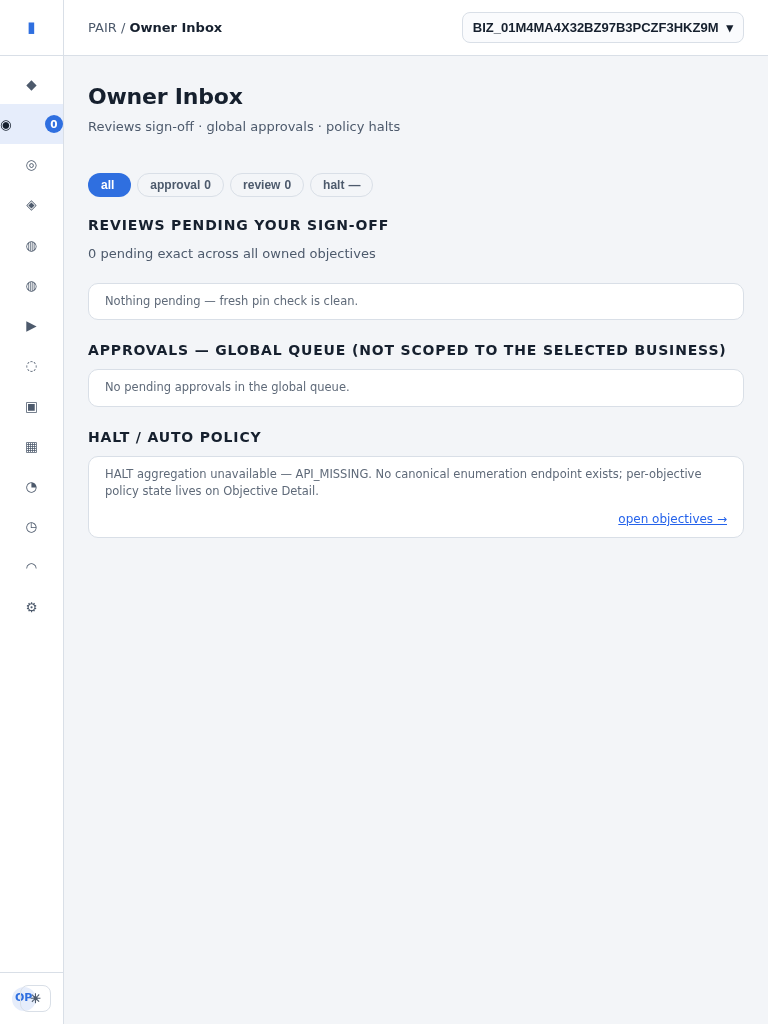 PAIR / Owner Inbox
BIZ_01M4MA4X32BZ97B3PCZF3HKZ9M ▾
0
Owner Inbox
Reviews sign-off · global approvals · policy halts
all
approval 0
review 0
halt —
REVIEWS PENDING YOUR SIGN-OFF
0 pending exact across all owned objectives
Nothing pending — fresh pin check is clean.
APPROVALS — GLOBAL QUEUE (NOT SCOPED TO THE SELECTED BUSINESS)
No pending approvals in the global queue.
HALT / AUTO POLICY
HALT aggregation unavailable — API_MISSING. No canonical enumeration endpoint exists; per-objective
policy state lives on Objective Detail.
open objectives →
OP